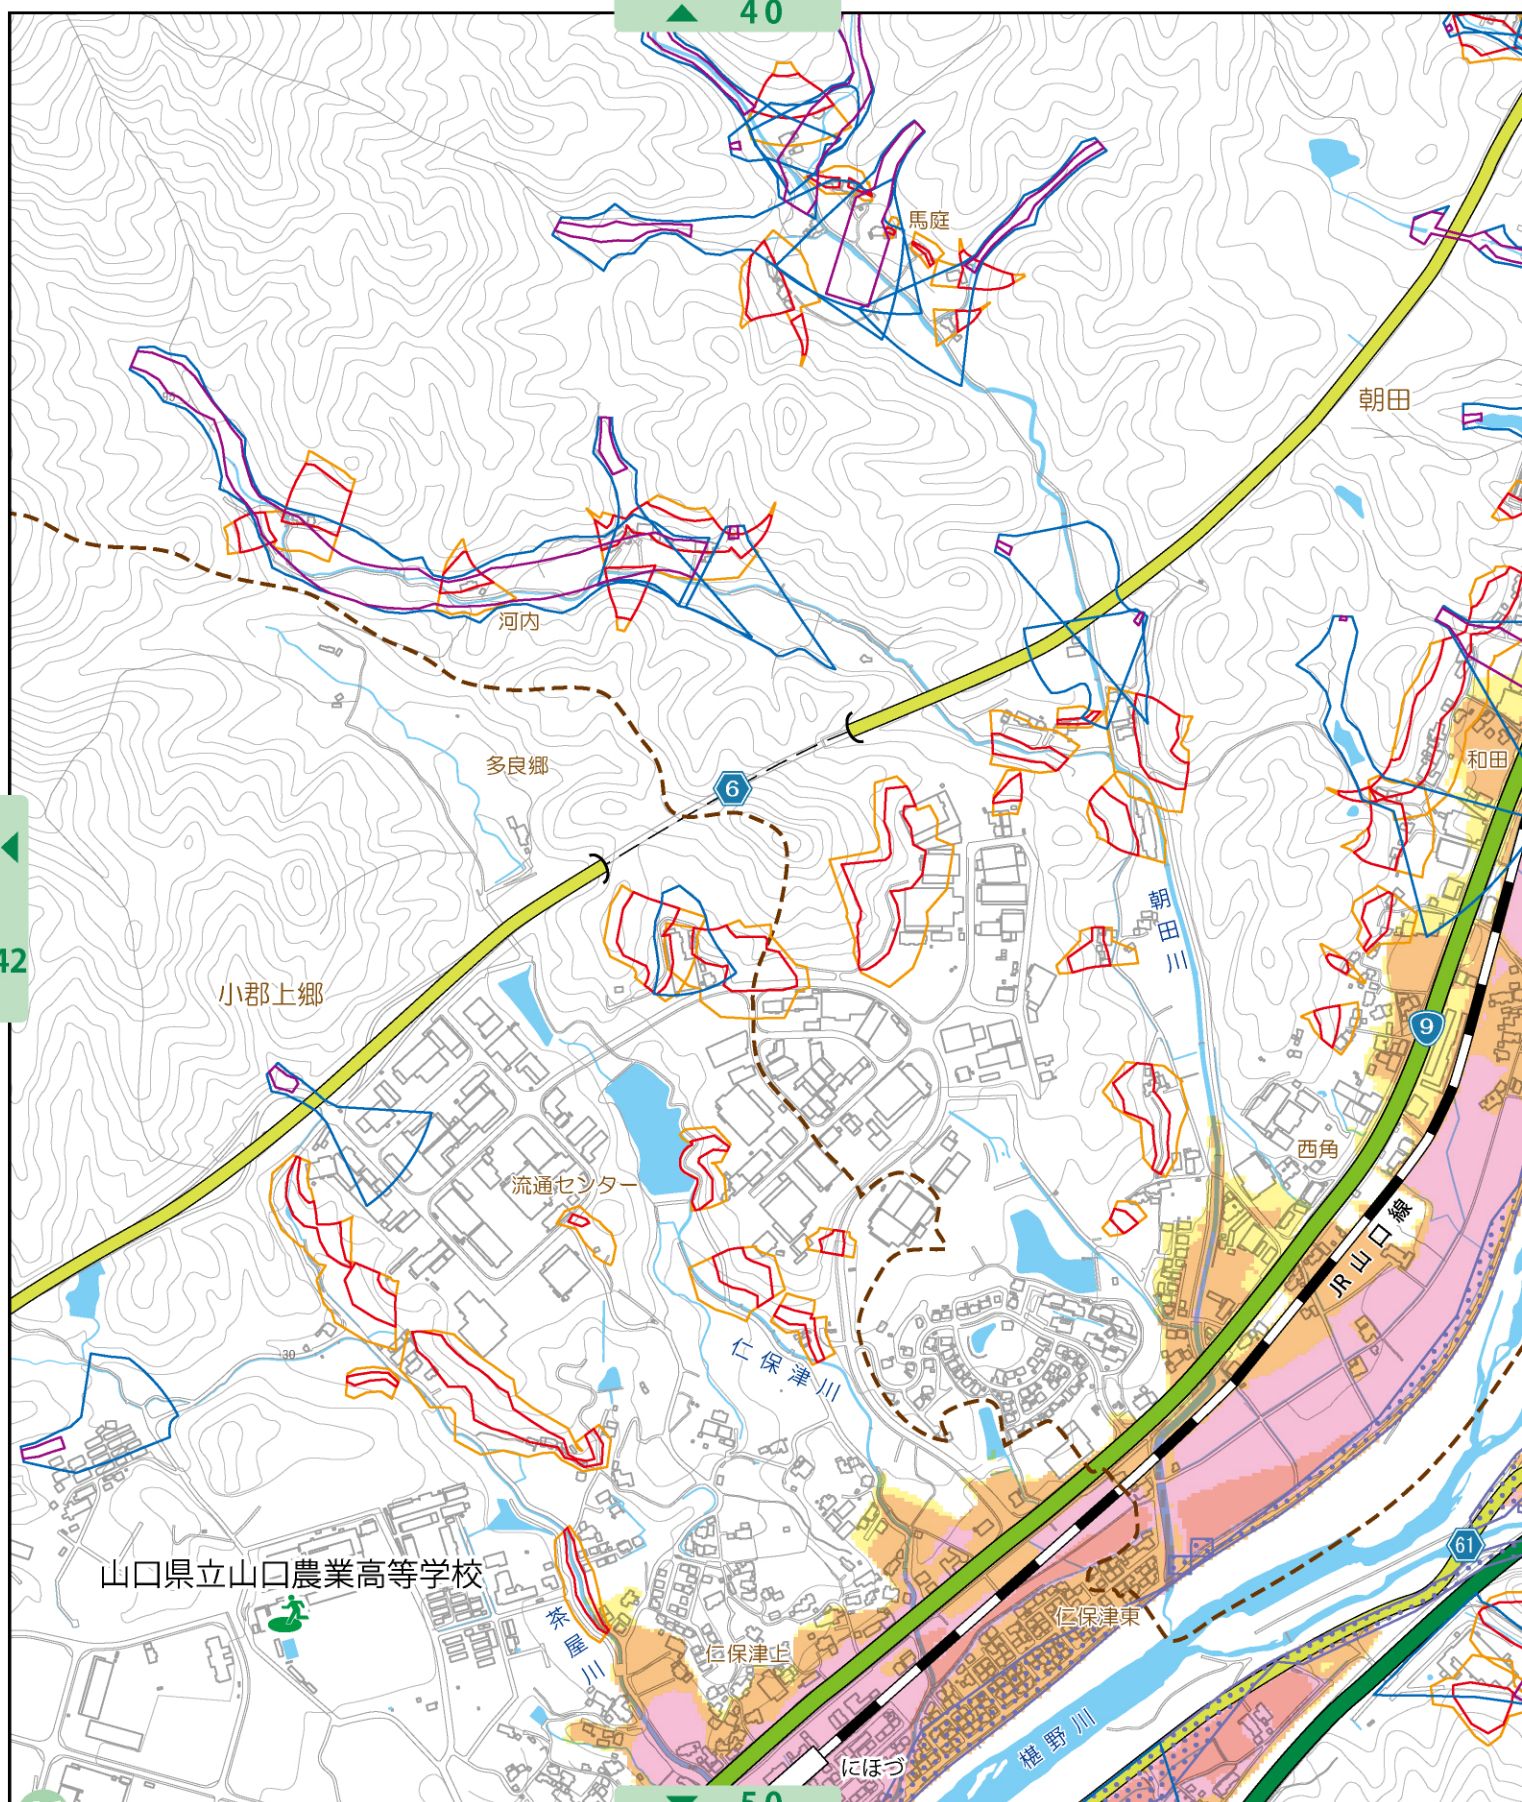 40
馬庭
朝田
95
河内
多良郷
6
和田
朝田川
42
小郡上郷
9
西角
流通センター
JR山口線
仁保津川
30
61
山口県立山口農業高等学校
茶屋川
仁保津東
仁保津上
椹野川
にほづ
50